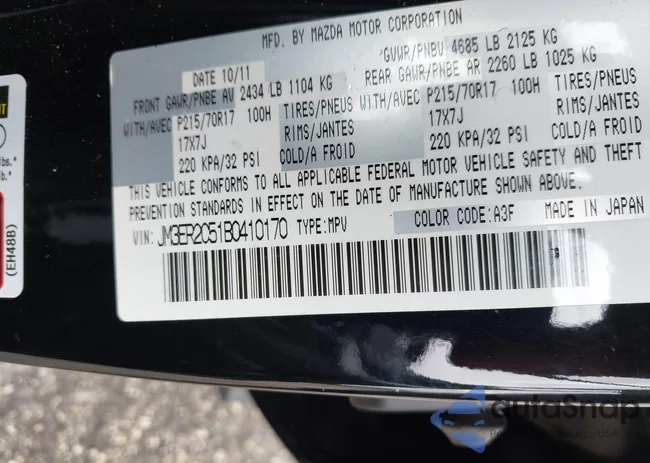 MFD. BY MAZDA MOTOR CORPORATION
DATE 10/11
GVWR/PNBV 4685 LB 2125 KG
FRONT GAWR/PNBE AV 2434 LB 1104 KG
REAR GAWR/PNBE AR 2260 LB 1025 KG
WITH/AVEC P215/70R17 100H TIRES/PNEUS
17X7J RIMS/JANTES
220 KPA/32 PSI COLD/A FROID
WITH/AVEC P215/70R17 100H TIRES/PNEUS
17X7J RIMS/JANTES
220 KPA/32 PSI COLD/A FROID
THIS VEHICLE CONFORMS TO ALL APPLICABLE FEDERAL MOTOR VEHICLE SAFETY AND THEFT
PREVENTION STANDARDS IN EFFECT ON THE DATE OF MANUFACTURE SHOWN ABOVE.
VIN: JM3ER2C51B0410170 TYPE: MPV
COLOR CODE: A3F
MADE IN JAPAN
lbs.*
(EH48B)
autoSnap